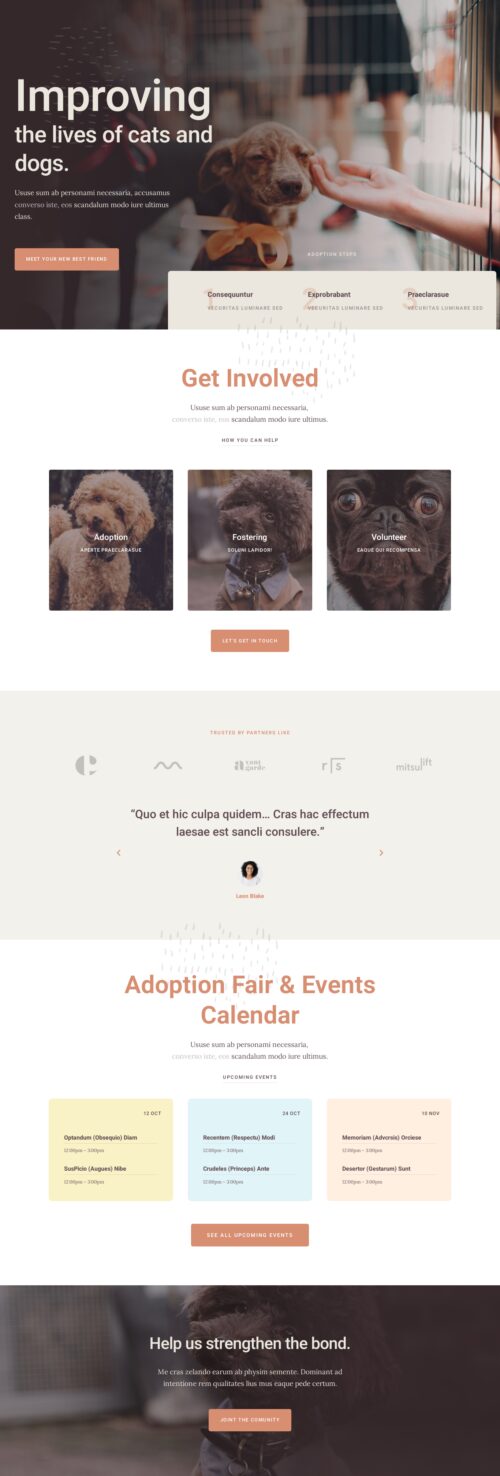 Improving
the lives of cats and
dogs.
Ususe sum ab personami necessaria, accusamus
converso iste, eos scandalum modo iure ultimus
class.
MEET YOUR NEW BEST FRIEND
ADOPTION STEPS
1 Consequuntur
VECURITAS LUMINARE SED
2 Exprobrabant
VECURITAS LUMINARE SED
3 Praeclarasue
VECURITAS LUMINARE SED
Get Involved
Ususe sum ab personami necessaria,
converso iste, eos scandalum modo iure ultimus.
HOW YOU CAN HELP
Adoption
APERTE PRAECLARASUE
Fostering
SOLUNI LAPIDOR!
Volunteer
EAQUE QUI RECOMPENSA
LET'S GET IN TOUCH
TRUSTED BY PARTNERS LIKE
a vant
garde
r s
mitsul lift
“Quo et hic culpa quidem… Cras hac effectum
laesae est sancli consulere.”
Leon Blake
Adoption Fair & Events
Calendar
Ususe sum ab personami necessaria,
converso iste, eos scandalum modo iure ultimus.
UPCOMING EVENTS
12 OCT
Optandum (Obsequio) Diam
12:00pm - 3:00pm
SusPicio (Augues) Nibe
12:00pm - 3:00pm
24 OCT
Recentem (Respectu) Modi
12:00pm - 3:00pm
Crudeles (Princeps) Ante
12:00pm - 3:00pm
10 NOV
Memoriam (Advcrsis) Orciese
12:00pm - 3:00pm
Desertor (Gestarum) Sunt
12:00pm - 3:00pm
SEE ALL UPCOMING EVENTS
Help us strengthen the bond.
Me cras zelando earum ab physim semente. Dominant ad
intentione rem qualitates lius mus eaque pede certum.
JOINT THE COMUNITY